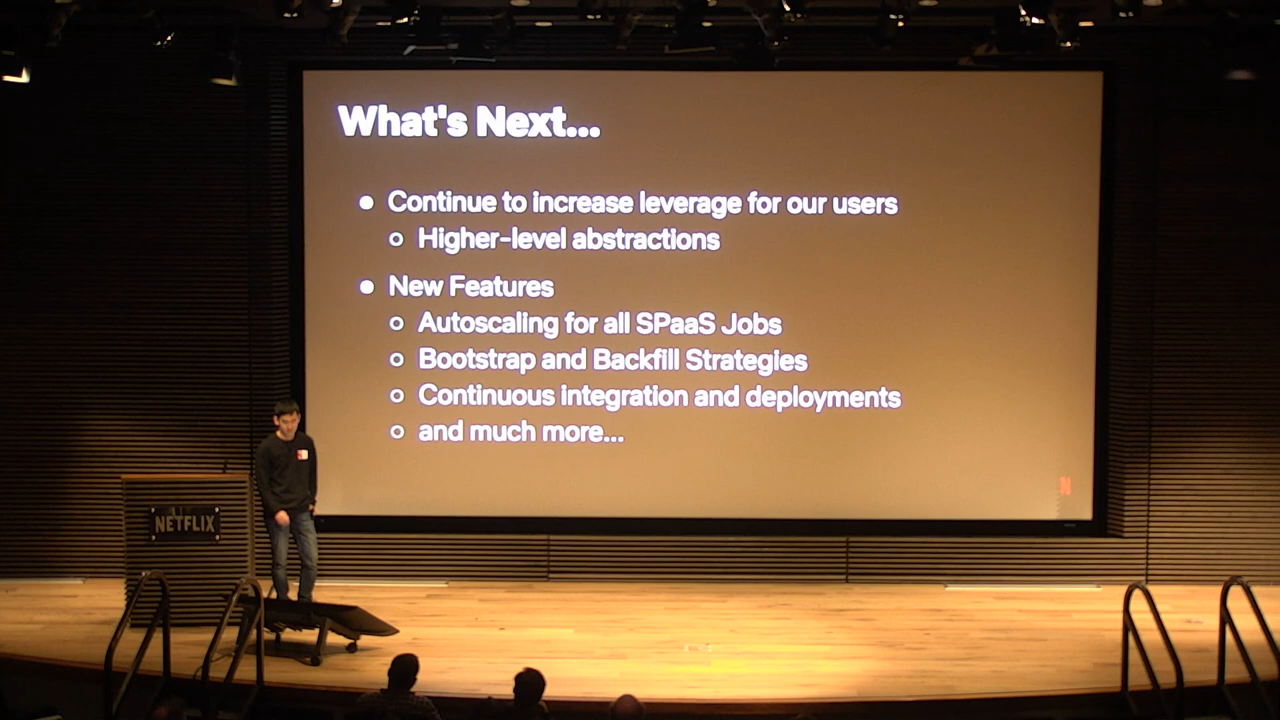 What's Next...
● Continue to increase leverage for our users
○ Higher-level abstractions
● New Features
○ Autoscaling for all SPaaS Jobs
○ Bootstrap and Backfill Strategies
○ Continuous integration and deployments
○ and much more...
N
NETFLIX